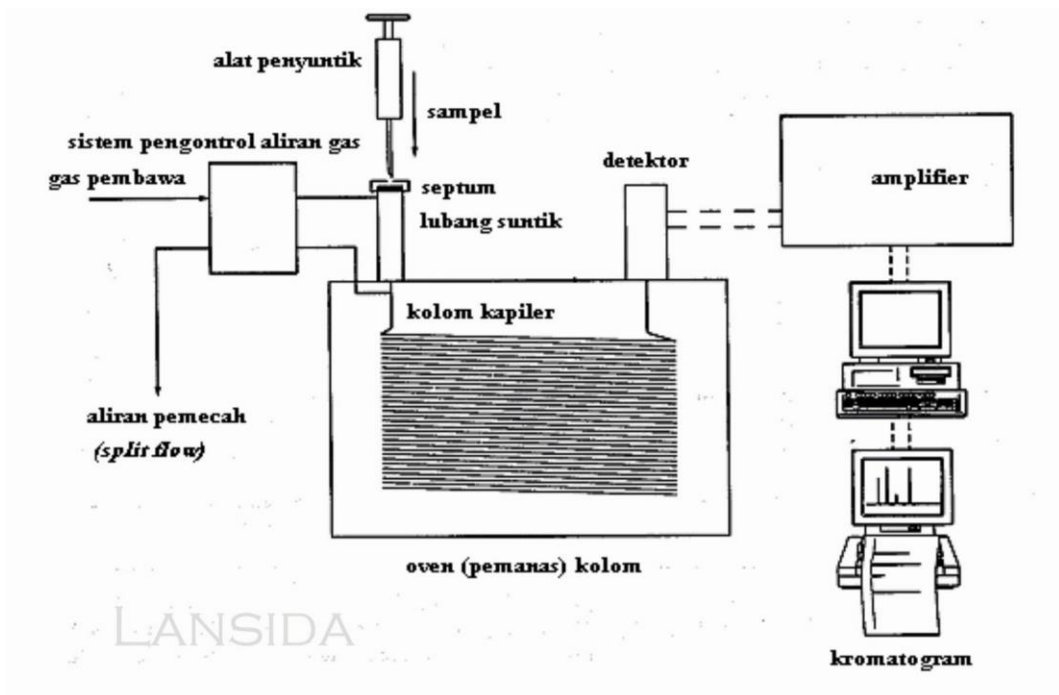 alat penyuntik
sampel
sistem pengontrol aliran gas
gas pembawa
septum
lubang suntik
detektor
amplifier
kolom kapiler
aliran pemecah
(split flow)
oven (pemanas) kolom
LANSIDA
kromatogram